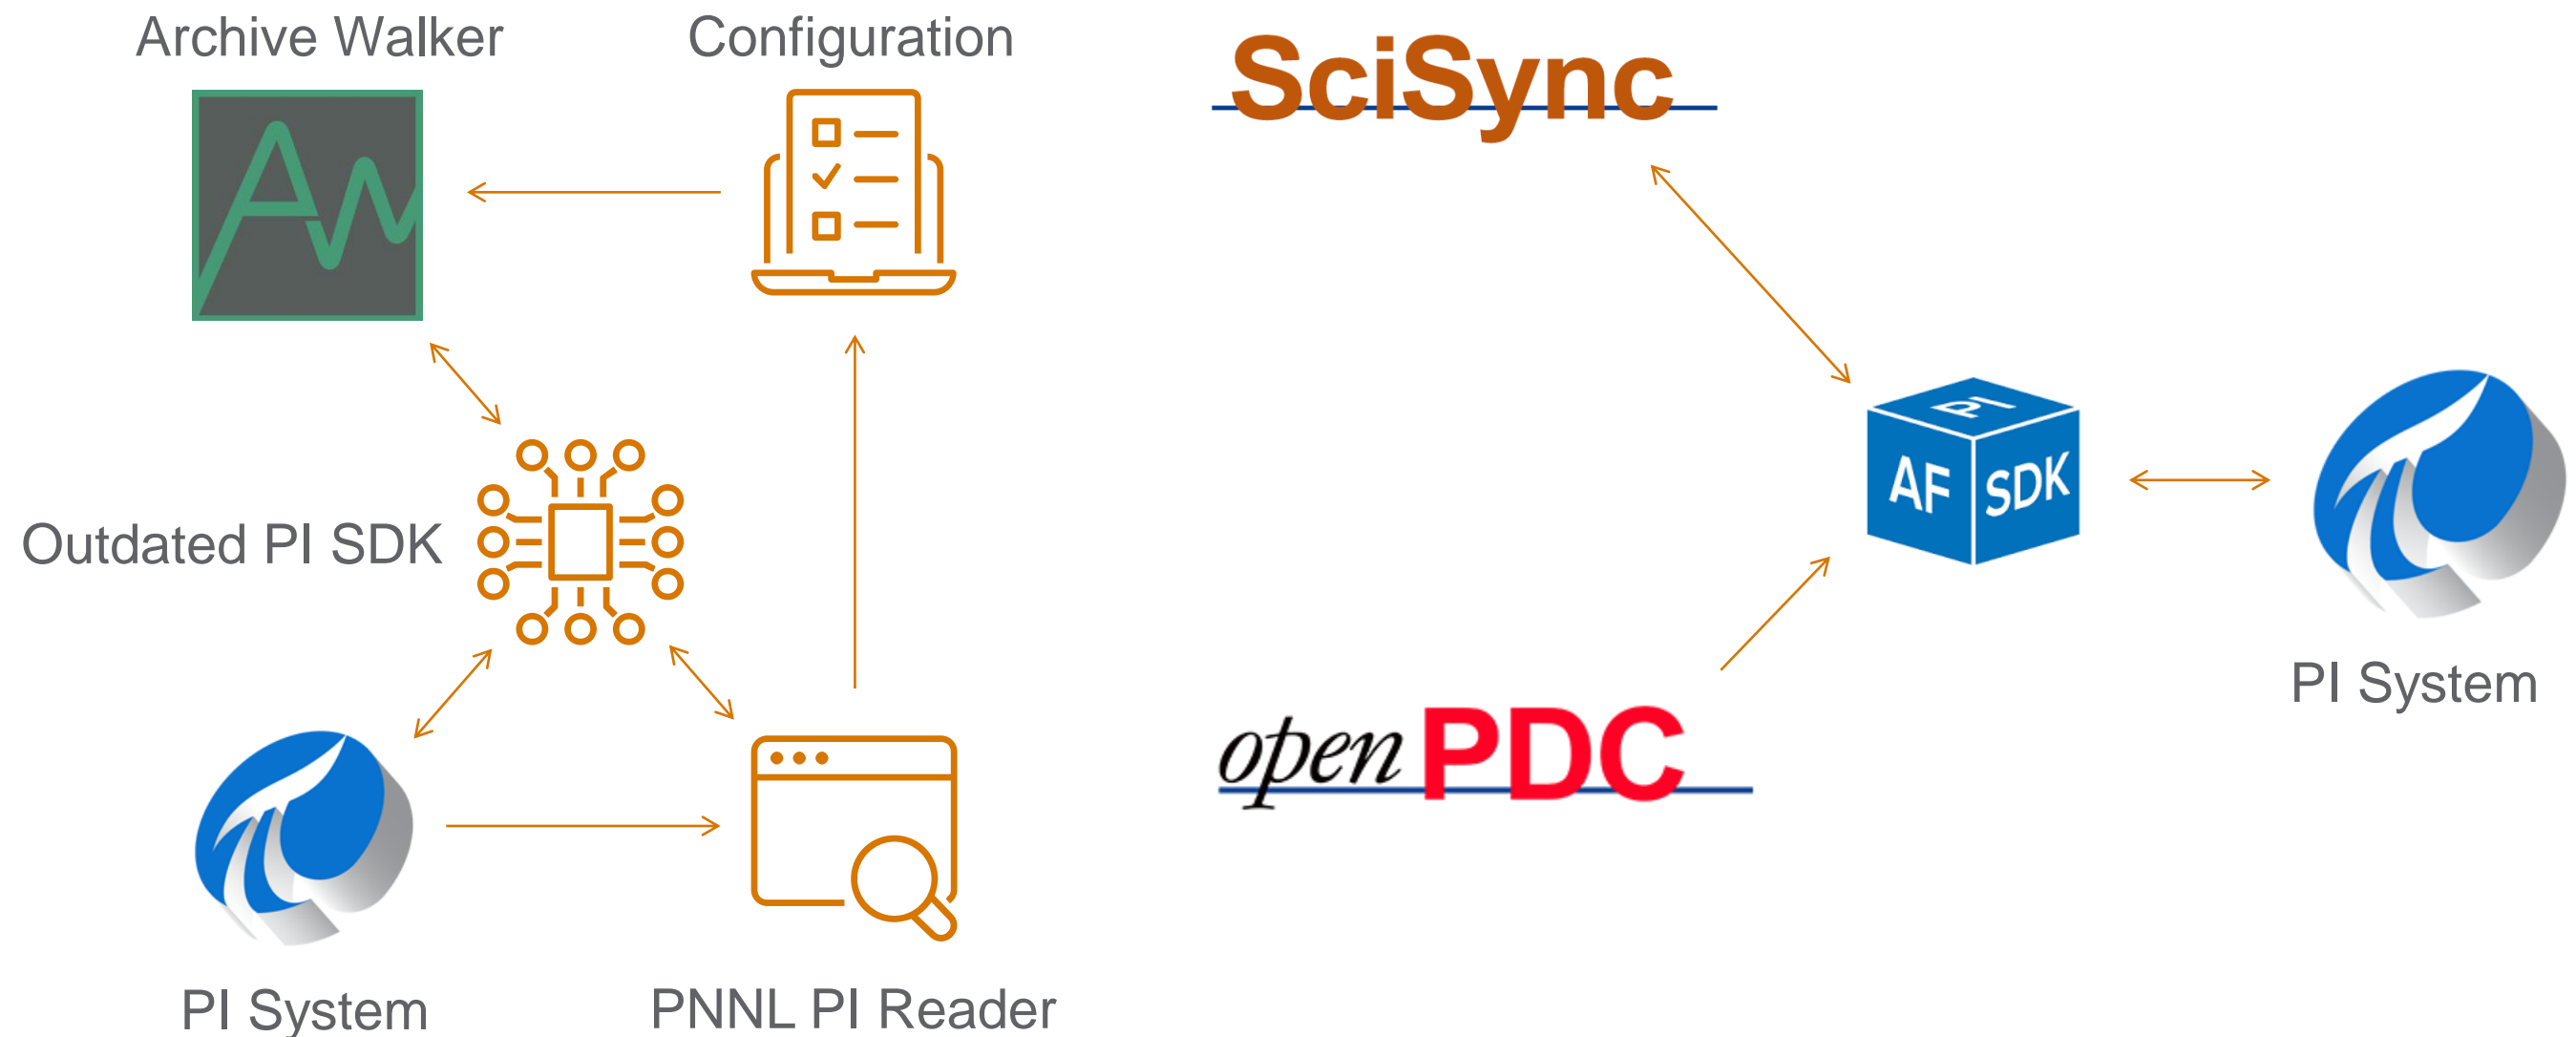 Archive Walker
Configuration
SciSync
Outdated PI SDK
PI
AF
SDK
PI System
openPDC
PI System
PNNL PI Reader